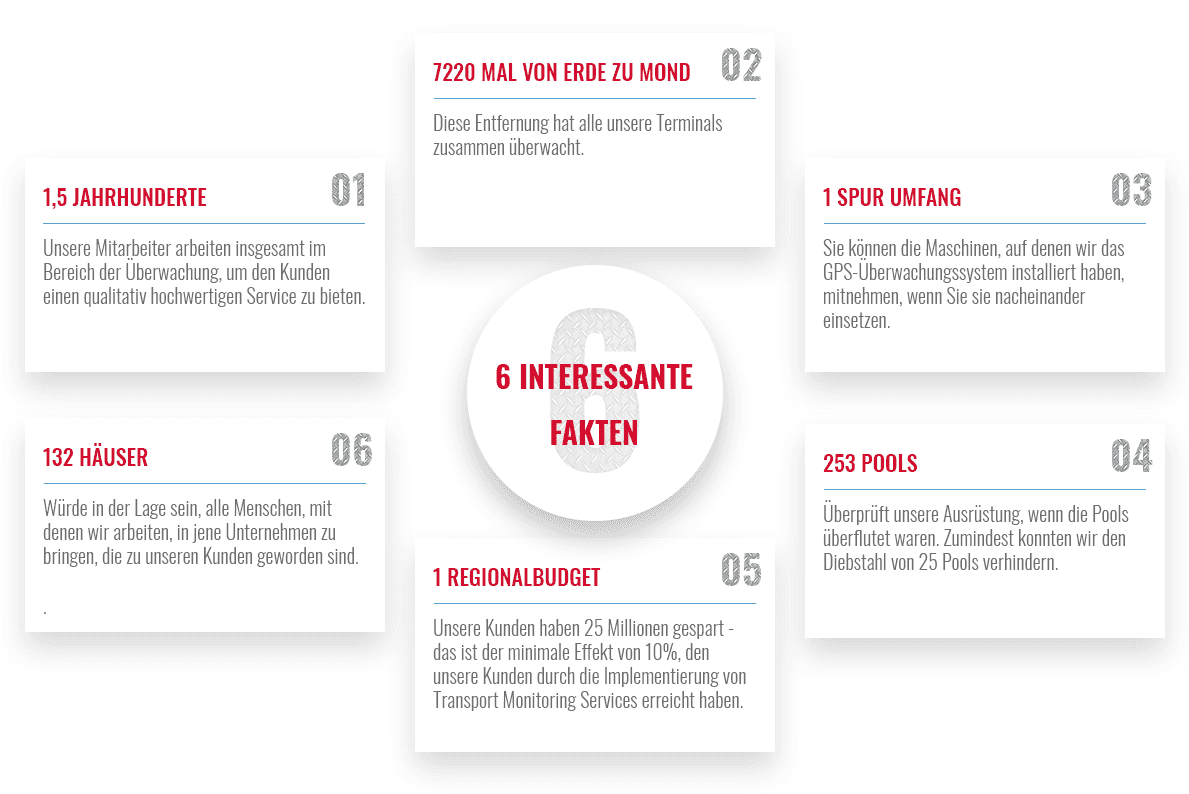 01
1,5 JAHRHUNDERTE
Unsere Mitarbeiter arbeiten insgesamt im
Bereich der Überwachung, um den Kunden
einen qualitativ hochwertigen Service zu bieten.
02
7220 MAL VON ERDE ZU MOND
Diese Entfernung hat alle unsere Terminals
zusammen überwacht.
03
1 SPUR UMFANG
Sie können die Maschinen, auf denen wir das
GPS-Überwachungssystem installiert haben,
mitnehmen, wenn Sie sie nacheinander
einsetzen.
6
6 INTERESSANTE
FAKTEN
04
253 POOLS
Überprüft unsere Ausrüstung, wenn die Pools
überflutet waren. Zumindest konnten wir den
Diebstahl von 25 Pools verhindern.
05
1 REGIONALBUDGET
Unsere Kunden haben 25 Millionen gespart -
das ist der minimale Effekt von 10%, den
unsere Kunden durch die Implementierung von
Transport Monitoring Services erreicht haben.
06
132 HÄUSER
Würde in der Lage sein, alle Menschen, mit
denen wir arbeiten, in jene Unternehmen zu
bringen, die zu unseren Kunden geworden sind.
.